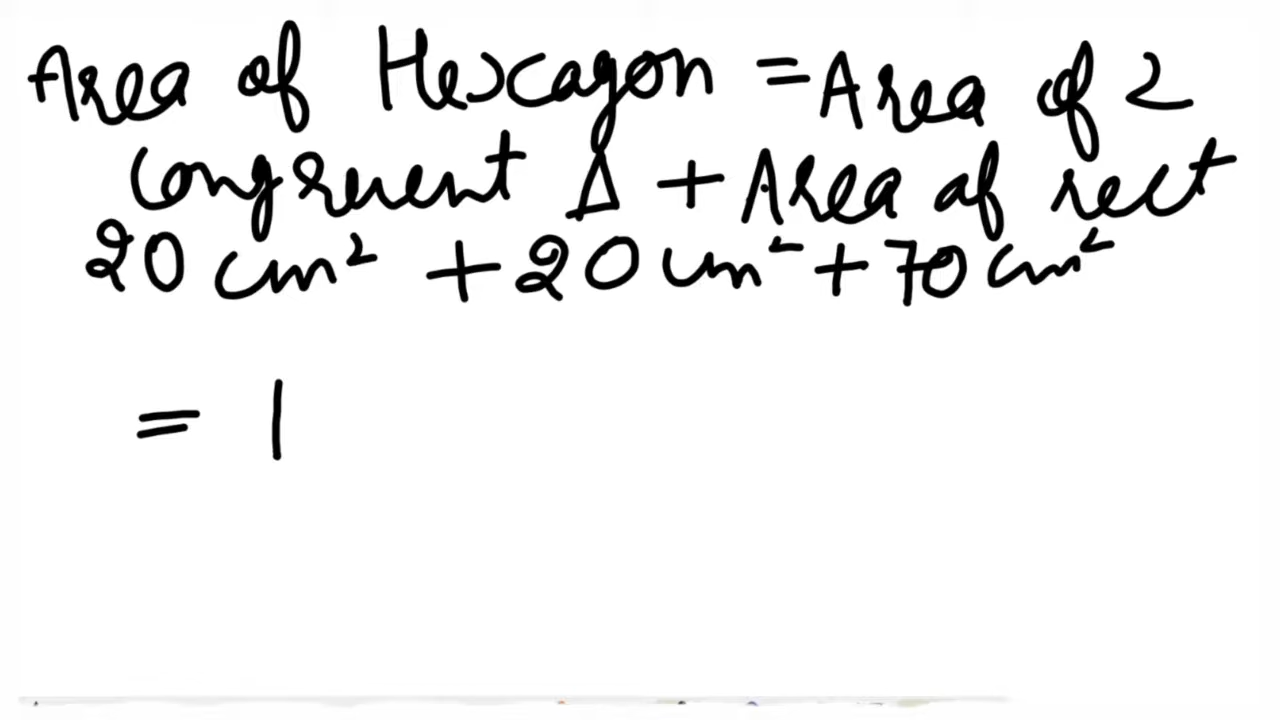 Area of Hexagon = Area of 2
congruent Δ + Area of rect
20 cm² + 20 cm² + 70 cm²
= 1